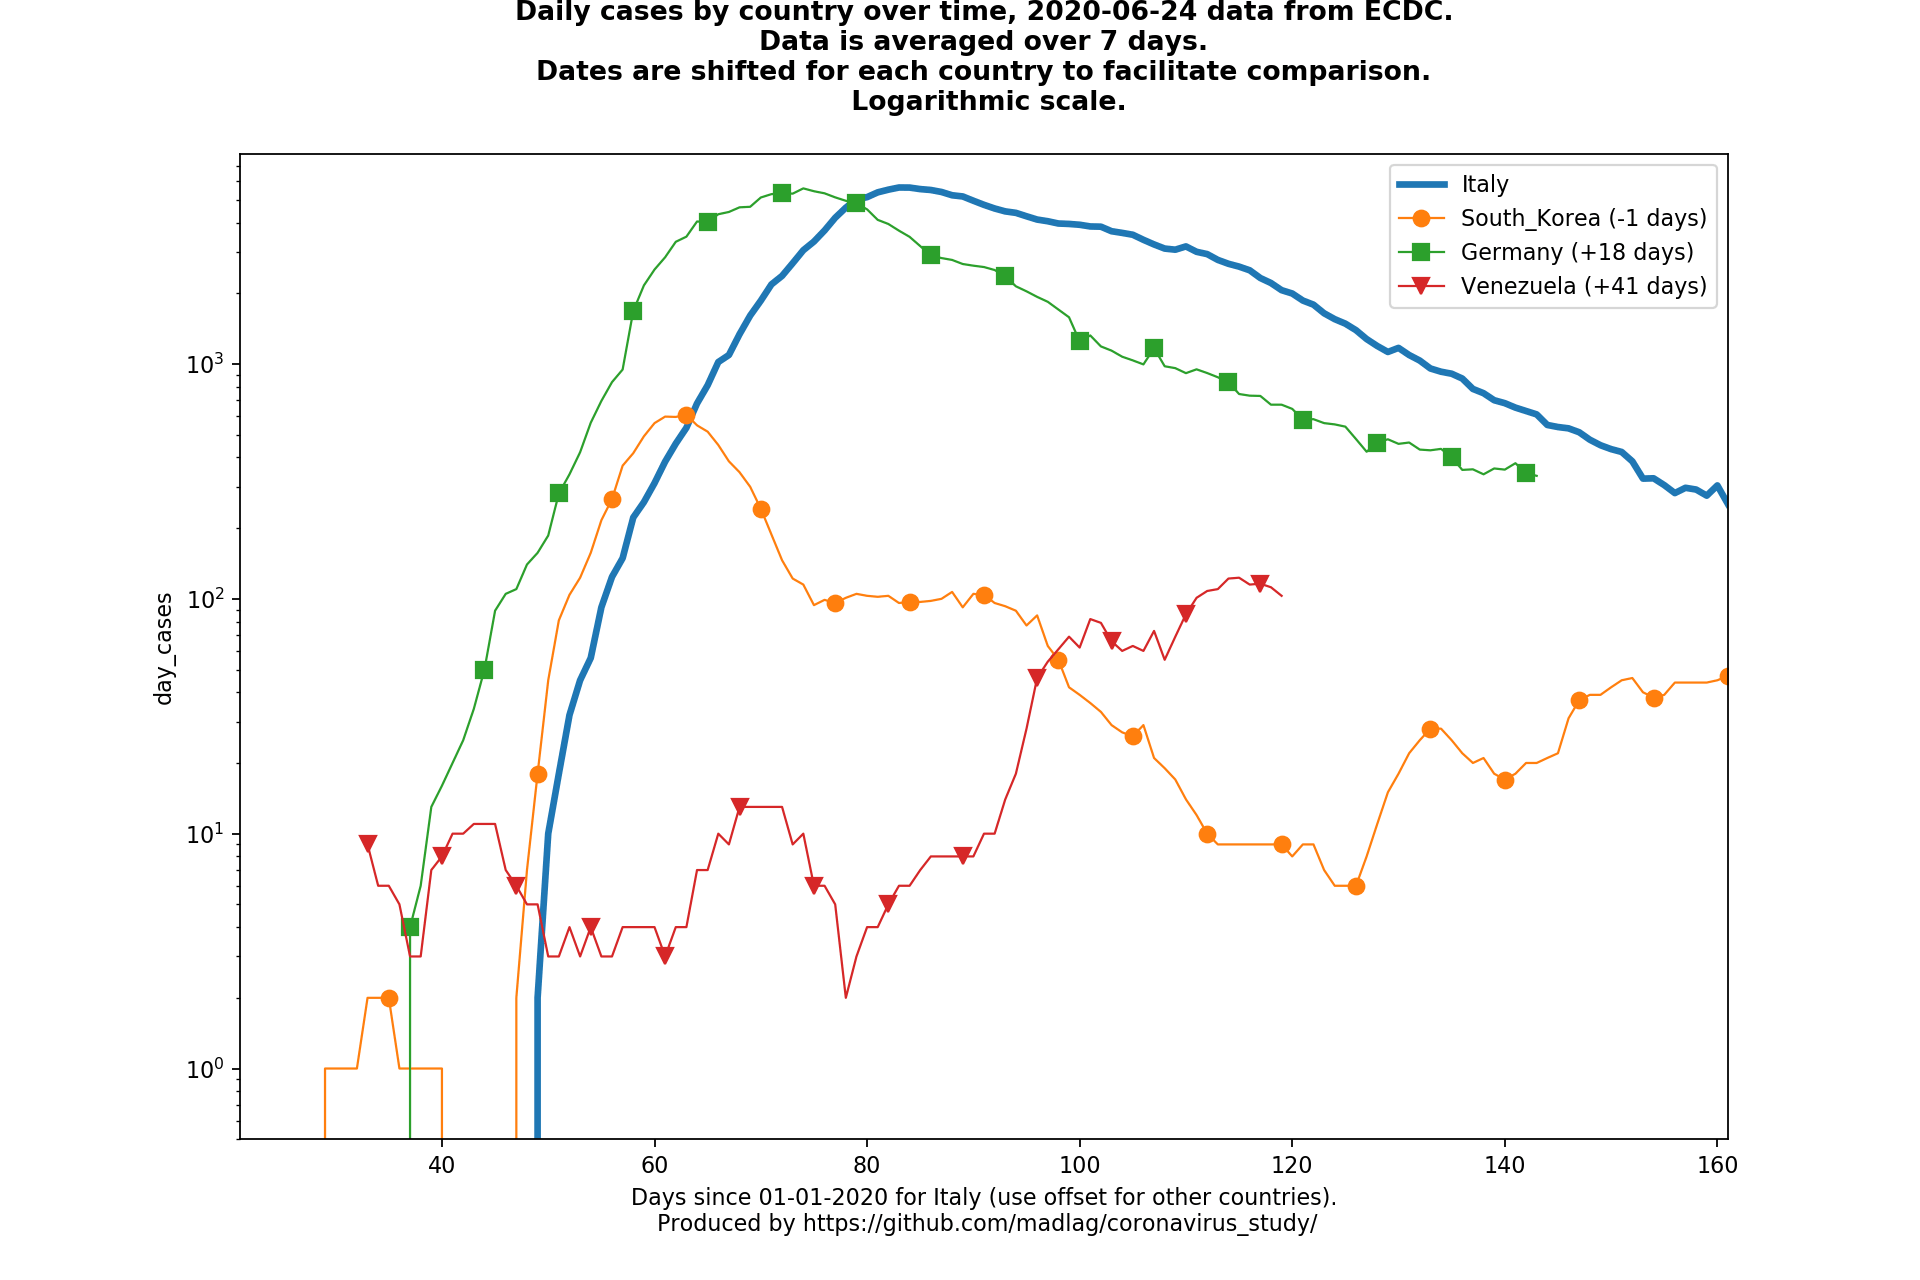 Daily cases by country over time, 2020-06-24 data from ECDC.
Data is averaged over 7 days.
Dates are shifted for each country to facilitate comparison.
Logarithmic scale.
Italy
South_Korea (-1 days)
Germany (+18 days)
Venezuela (+41 days)
10³
10²
10¹
10⁰
day_cases
40 60 80 100 120 140 160
Days since 01-01-2020 for Italy (use offset for other countries).
Produced by https://github.com/madlag/coronavirus_study/